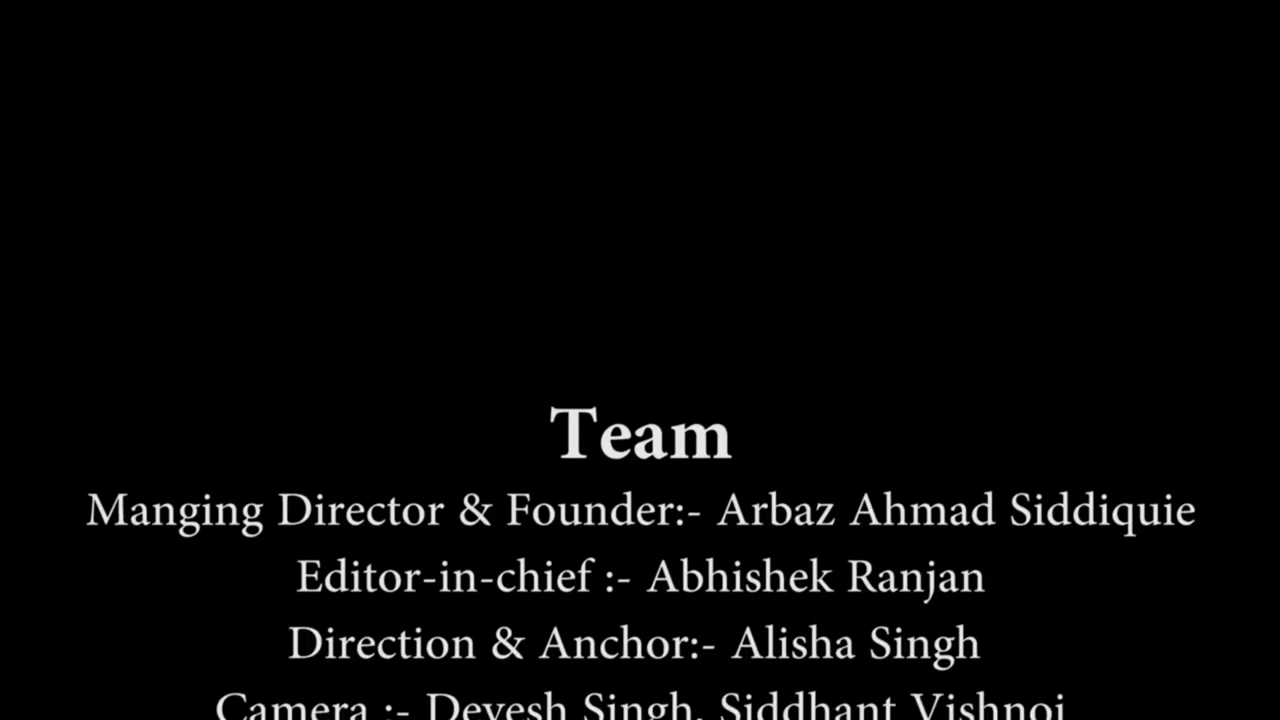 Team
Manging Director & Founder:- Arbaz Ahmad Siddiquie
Editor-in-chief :- Abhishek Ranjan
Direction & Anchor:- Alisha Singh
Camera :- Devesh Singh, Siddhant Vishnoi